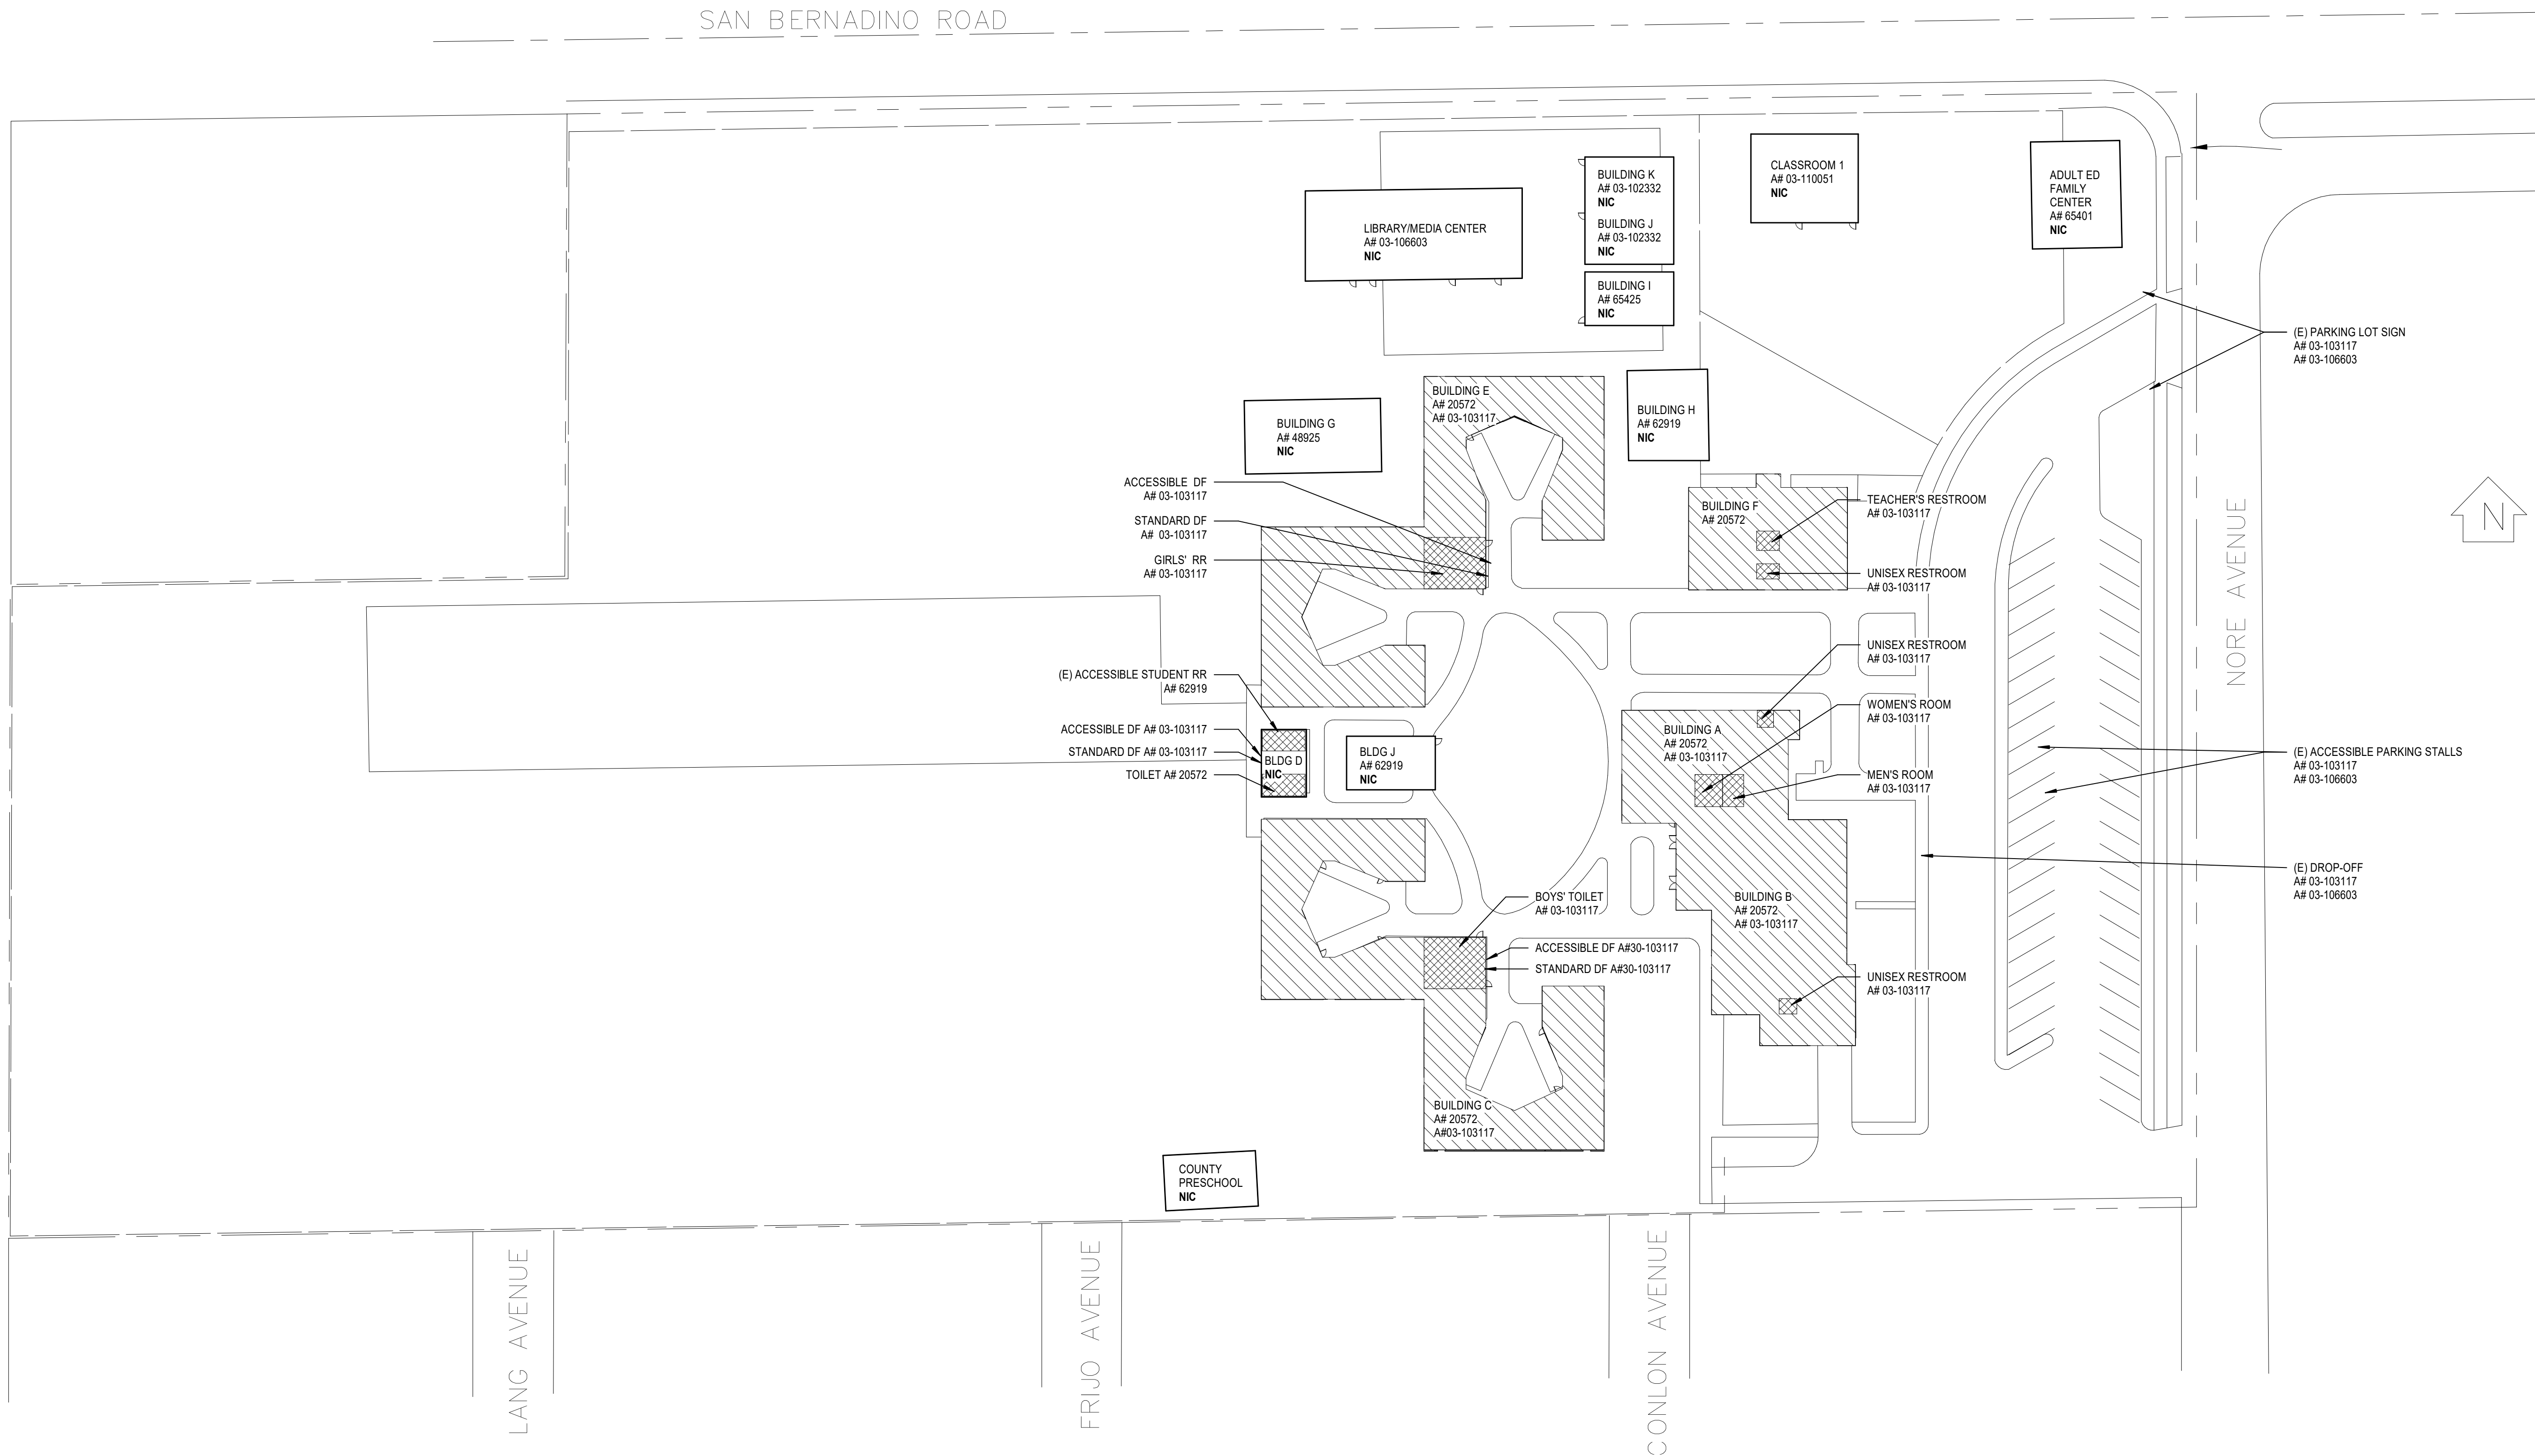 SAN BERNADINO ROAD
BUILDING K
A# 03-102332
NIC
BUILDING J
A# 03-102332
NIC
CLASSROOM 1
A# 03-110051
NIC
ADULT ED
FAMILY
CENTER
A# 65401
NIC
LIBRARY/MEDIA CENTER
A# 03-106603
NIC
BUILDING I
A# 65425
NIC
(E) PARKING LOT SIGN
A# 03-103117
A# 03-106603
BUILDING E
A# 20572
A# 03-103117
BUILDING G
A# 48925
NIC
BUILDING H
A# 62919
NIC
ACCESSIBLE DF
A# 03-103117
STANDARD DF
A# 03-103117
GIRLS' RR
A# 03-103117
BUILDING F
A# 20572
TEACHER'S RESTROOM
A# 03-103117
UNISEX RESTROOM
A# 03-103117
N
NORE AVENUE
UNISEX RESTROOM
A# 03-103117
(E) ACCESSIBLE STUDENT RR
A# 62919
WOMEN'S ROOM
A# 03-103117
ACCESSIBLE DF A# 03-103117
STANDARD DF A# 03-103117
TOILET A# 20572
BLDG D
NIC
BLDG J
A# 62919
NIC
BUILDING A
A# 20572
A# 03-103117
MEN'S ROOM
A# 03-103117
(E) ACCESSIBLE PARKING STALLS
A# 03-103117
A# 03-106603
(E) DROP-OFF
A# 03-103117
A# 03-106603
BOYS' TOILET
A# 03-103117
BUILDING B
A# 20572
A# 03-103117
ACCESSIBLE DF A#30-103117
STANDARD DF A#30-103117
UNISEX RESTROOM
A# 03-103117
BUILDING C
A# 20572
A#03-103117
COUNTY
PRESCHOOL
NIC
LANG AVENUE
FRIJO AVENUE
CONLON AVENUE